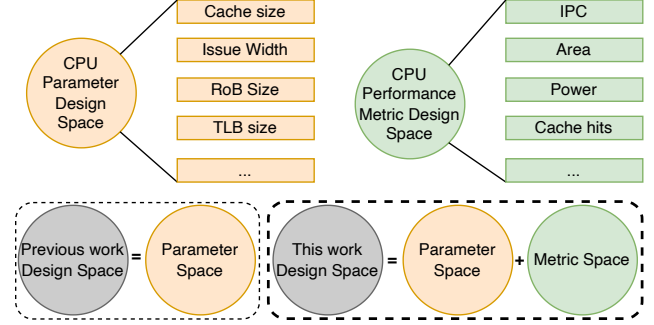 CPU
Parameter
Design
Space
Cache size
Issue Width
RoB Size
TLB size
...
CPU
Performance
Metric Design
Space
IPC
Area
Power
Cache hits
...
Previous work
Design Space
=
Parameter
Space
This work
Design Space
=
Parameter
Space
+
Metric Space